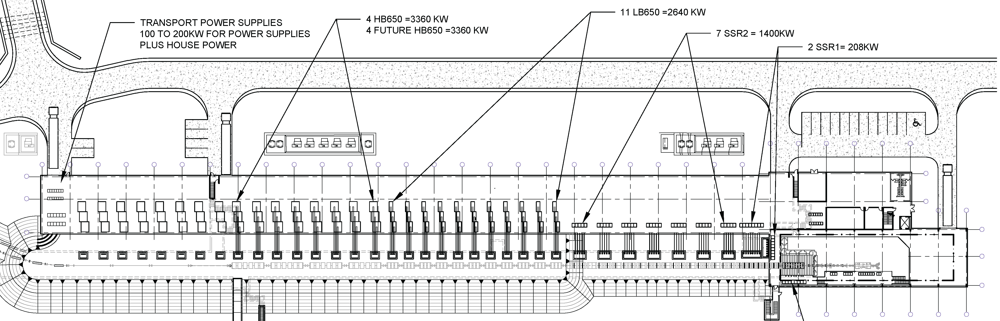 TRANSPORT POWER SUPPLIES
100 TO 200KW FOR POWER SUPPLIES
PLUS HOUSE POWER
4 HB650 =3360 KW
4 FUTURE HB650 =3360 KW
11 LB650 =2640 KW
7 SSR2 = 1400KW
2 SSR1= 208KW